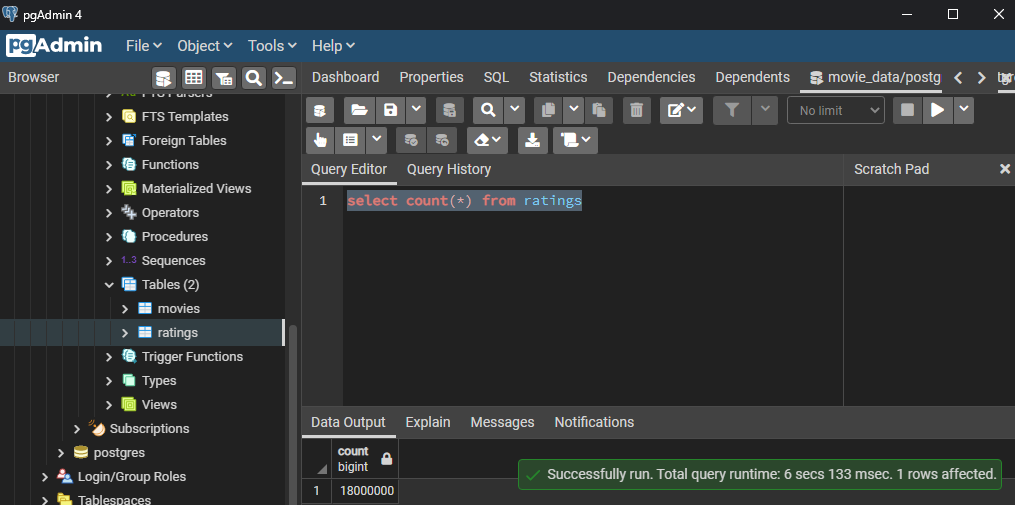 pgAdmin 4
pgAdmin File Object Tools Help
Browser
Dashboard Properties SQL Statistics Dependencies Dependents movie_data/postg
FTS Parsers
FTS Templates
Foreign Tables
Functions
Materialized Views
Operators
Procedures
1..3 Sequences
Tables (2)
movies
ratings
Trigger Functions
Types
Views
Subscriptions
postgres
Login/Group Roles
Tablespaces
No limit
Query Editor Query History
Scratch Pad
1 select count(*) from ratings
Data Output Explain Messages Notifications
count
bigint
1 18000000
Successfully run. Total query runtime: 6 secs 133 msec. 1 rows affected.